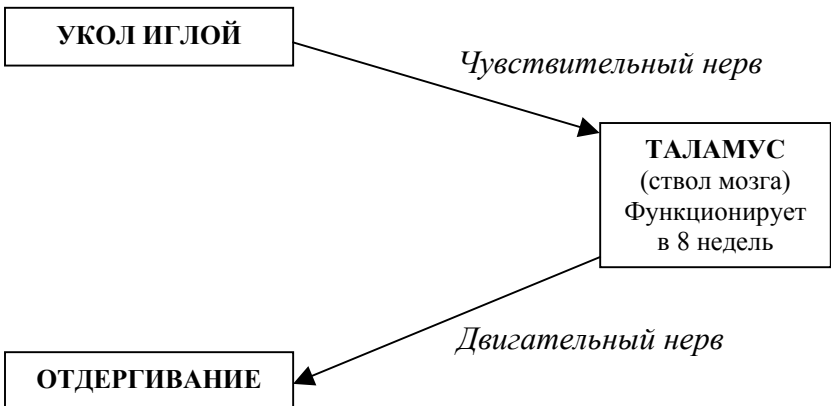 УКОЛ ИГЛОЙ
Чувствительный нерв
ТАЛАМУС
(ствол мозга)
Функционирует
в 8 недель
Двигательный нерв
ОТДЕРГИВАНИЕ